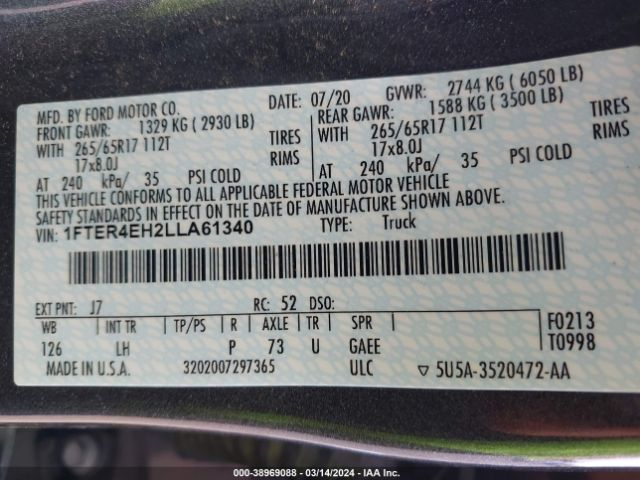 MFD. BY FORD MOTOR CO. DATE: 07/20 GVWR: 2744 KG ( 6050 LB)
FRONT GAWR: 1329 KG ( 2930 LB) REAR GAWR: 1588 KG ( 3500 LB)
WITH 265/65R17 112T TIRES WITH 265/65R17 112T TIRES
17x8.0J RIMS 17x8.0J RIMS
AT 240 kPa/ 35 PSI COLD AT 240 kPa/ 35 PSI COLD
THIS VEHICLE CONFORMS TO ALL APPLICABLE FEDERAL MOTOR VEHICLE
SAFETY STANDARDS IN EFFECT ON THE DATE OF MANUFACTURE SHOWN ABOVE.
VIN: 1FTER4EH2LLA61340 TYPE: Truck
EXT PNT: J7 RC: 52 DSO:
WB INT TR TP/PS R AXLE TR SPR F0213
126 LH P 73 U GAEE T0998
MADE IN U.S.A. 3202007297365 ULC ▽ 5U5A-3520472-AA
000-38969088 - 03/14/2024 - IAA Inc.